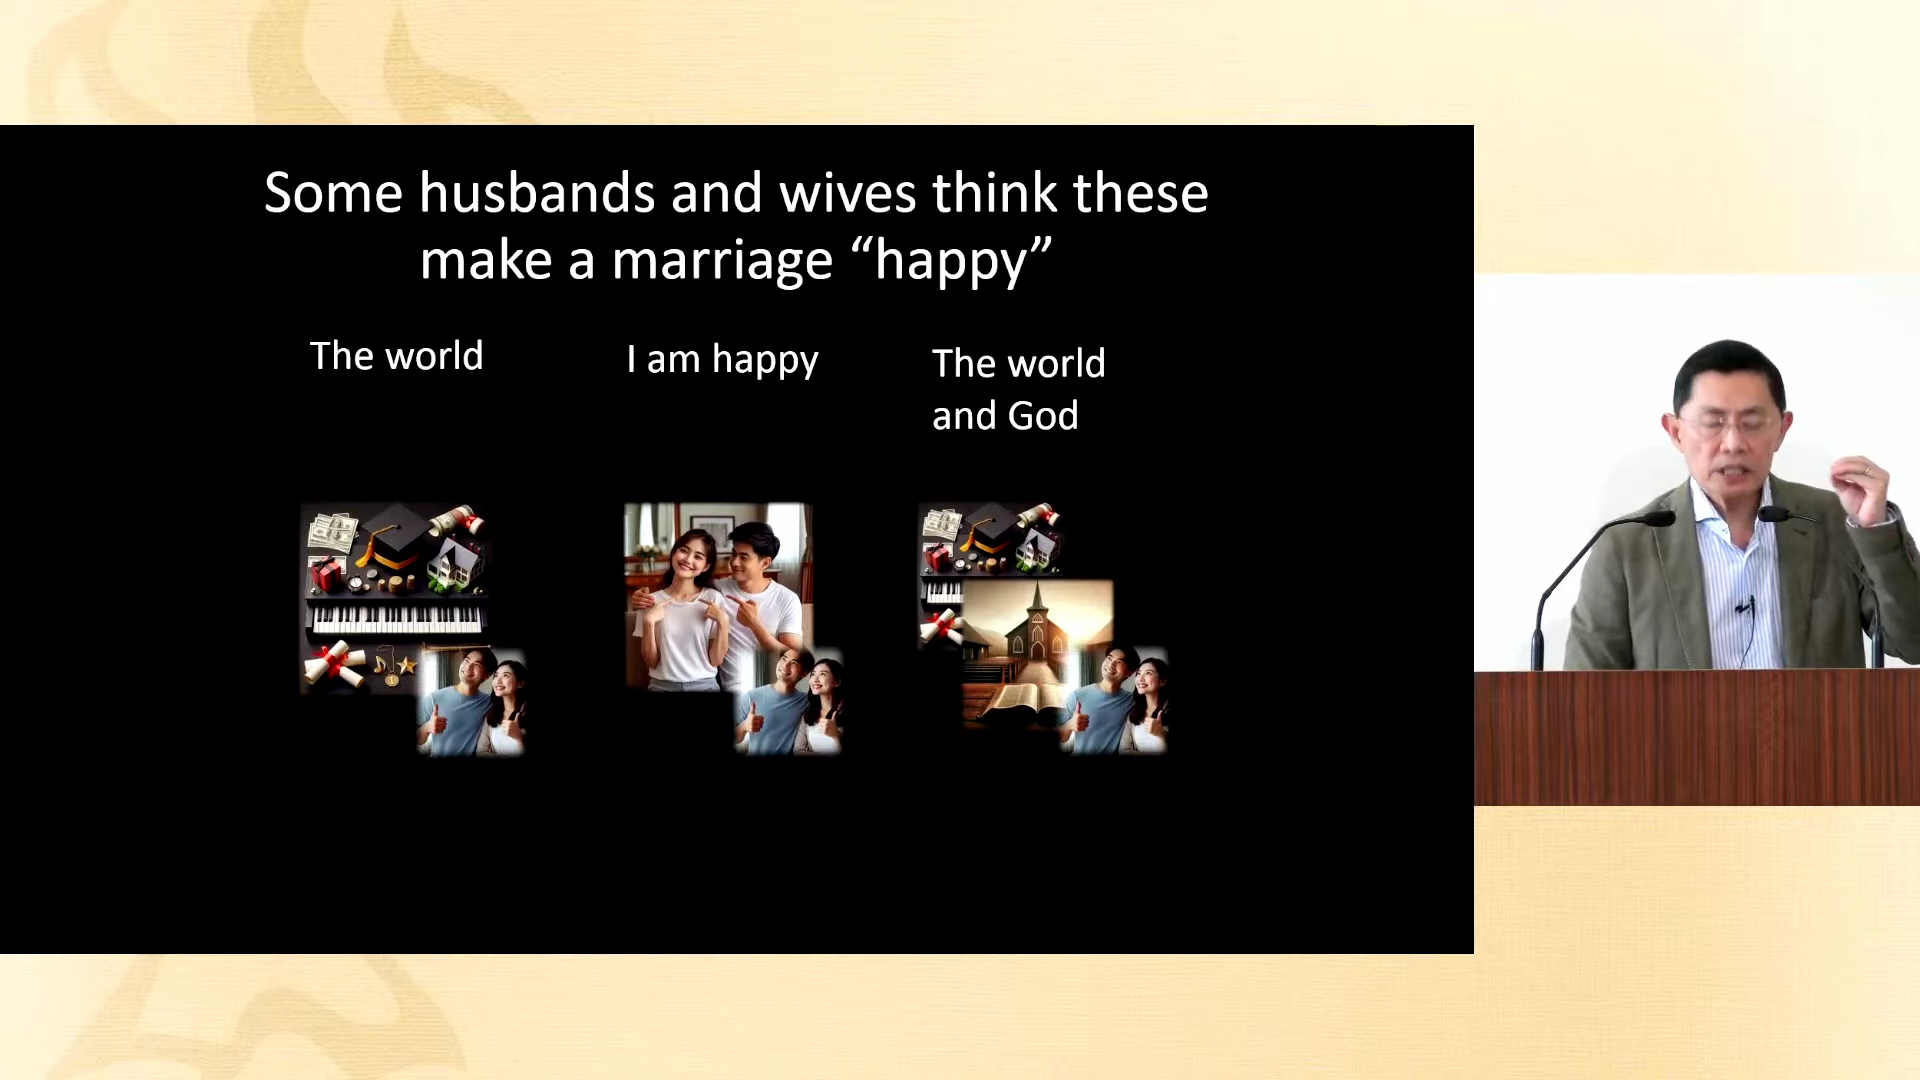 Some husbands and wives think these
make a marriage “happy”
The world
I am happy
The world
and God